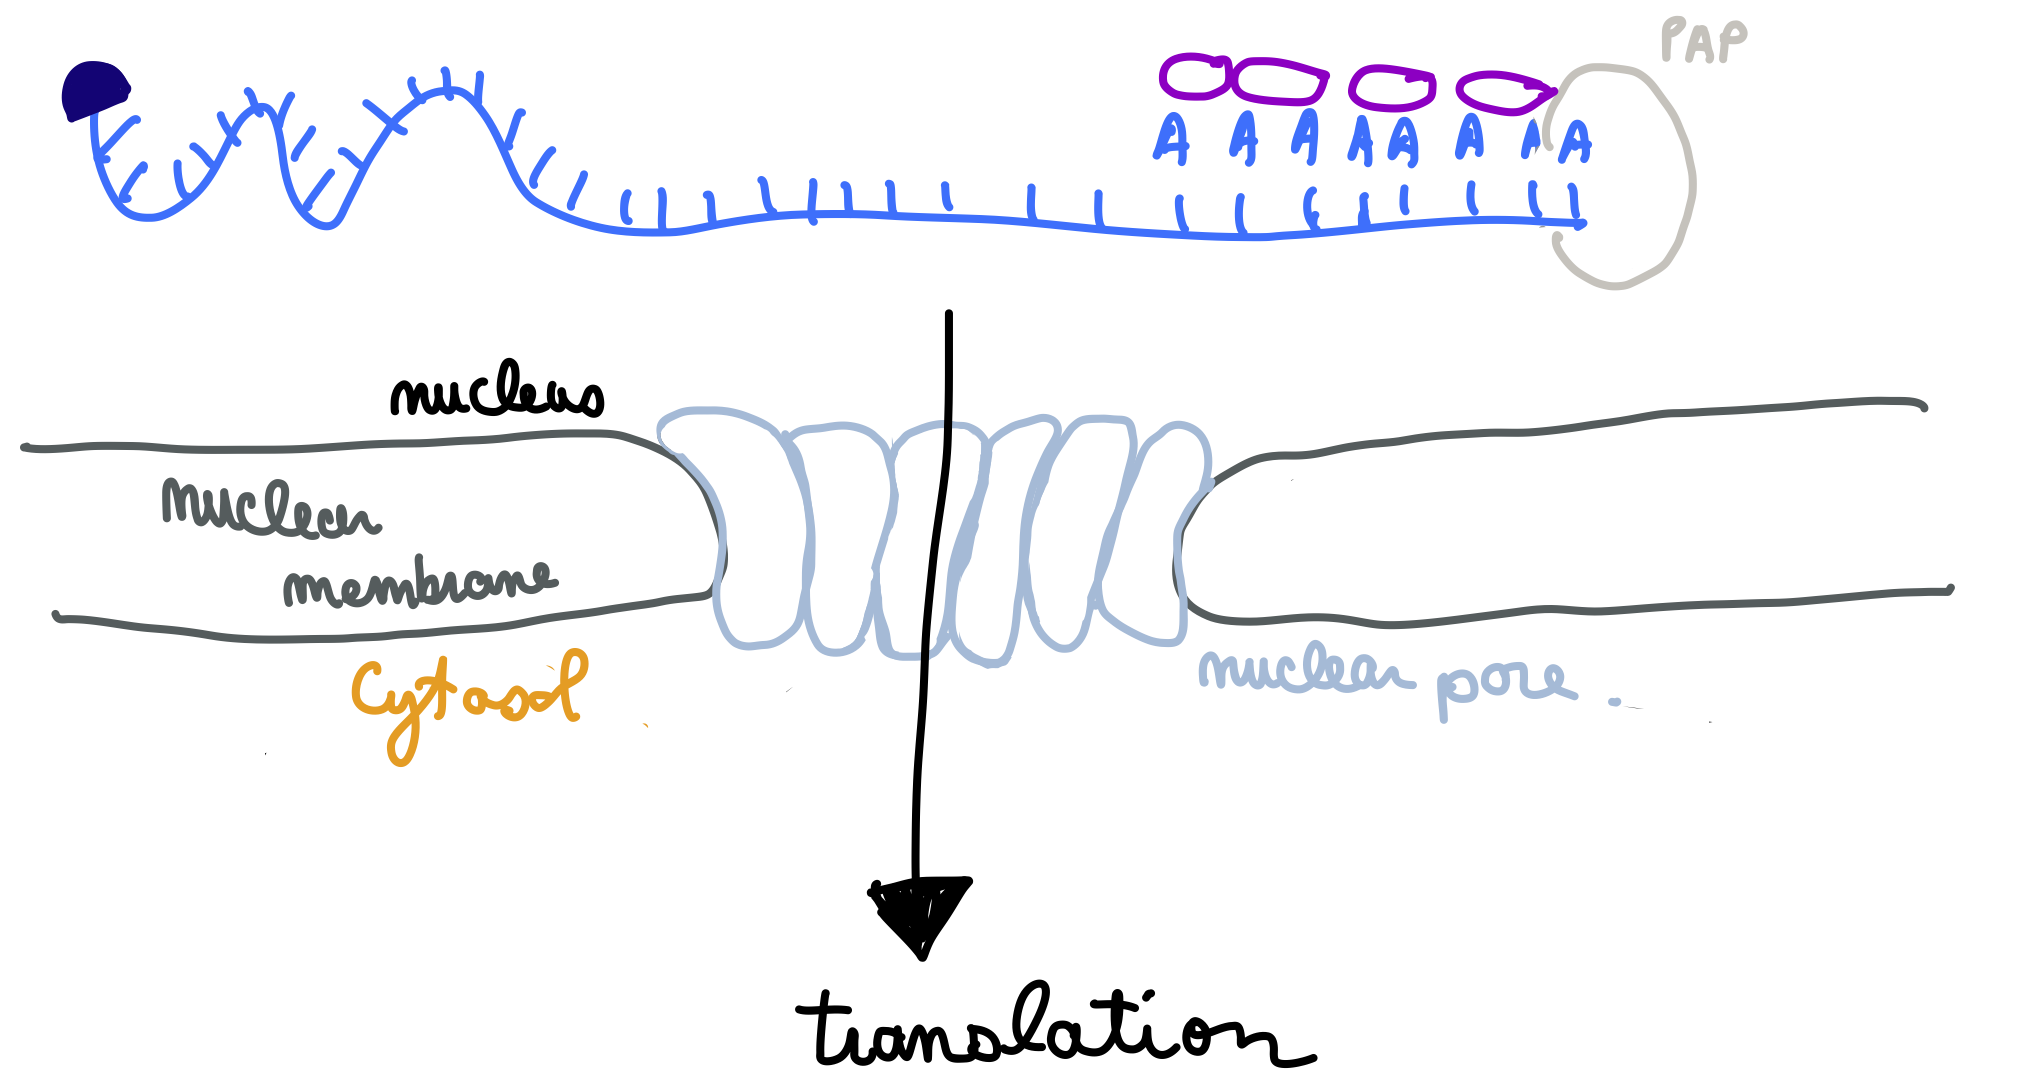 PAP
A A A A A A A A
nucleus
nuclear
membrane
cytosol
nuclear pore.
translation